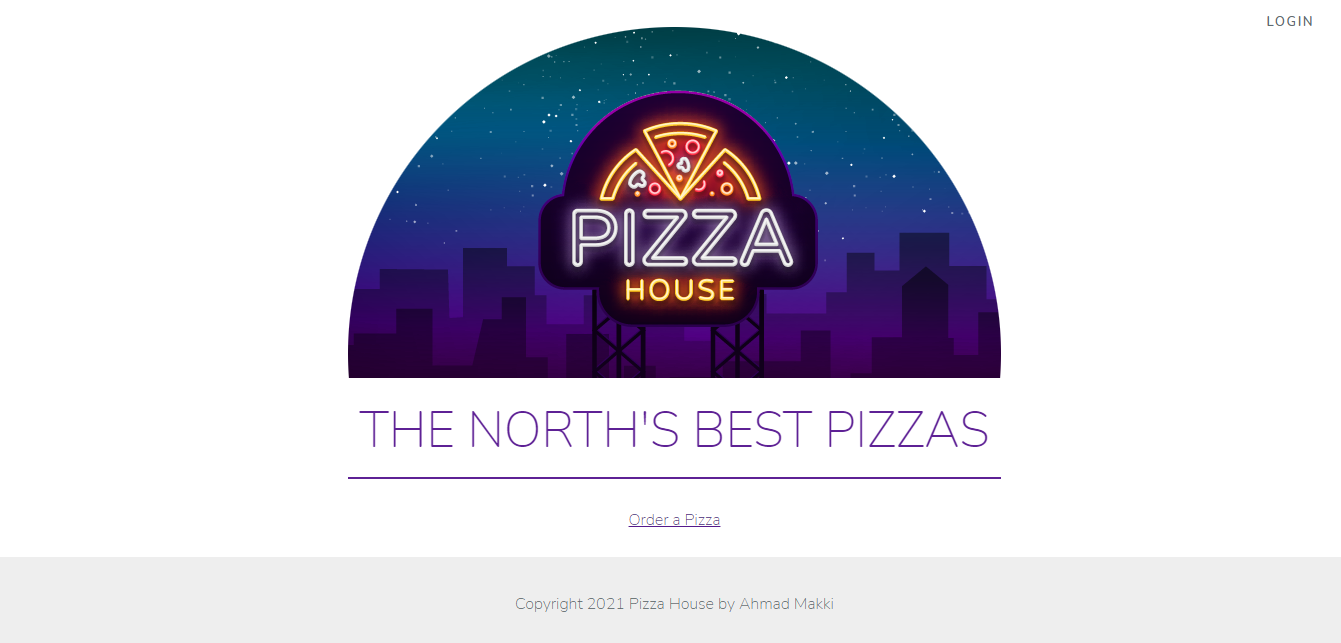 LOGIN
PIZZA
HOUSE
THE NORTH'S BEST PIZZAS
Order a Pizza
Copyright 2021 Pizza House by Ahmad Makki